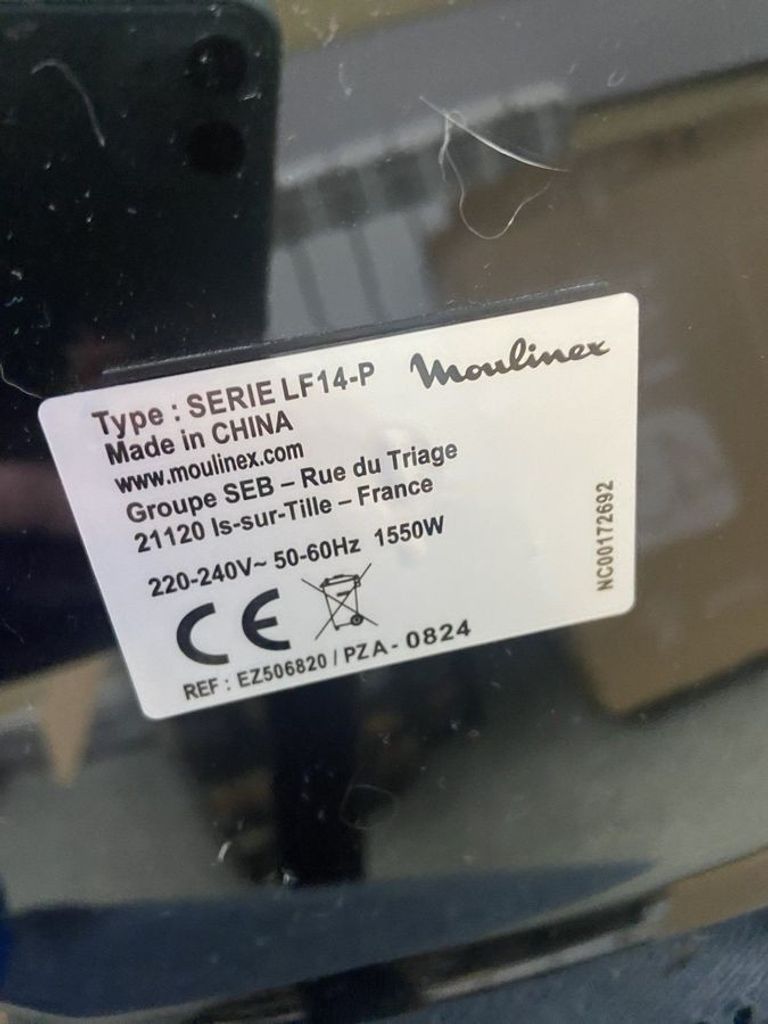 Type : SERIE LF14-P
Moulinex
Made in CHINA
www.moulinex.com
Groupe SEB – Rue du Triage
21120 Is-sur-Tille – France
220-240V~ 50-60Hz 1550W
CE
REF : EZ506820 / PZA - 0824
NC00172692